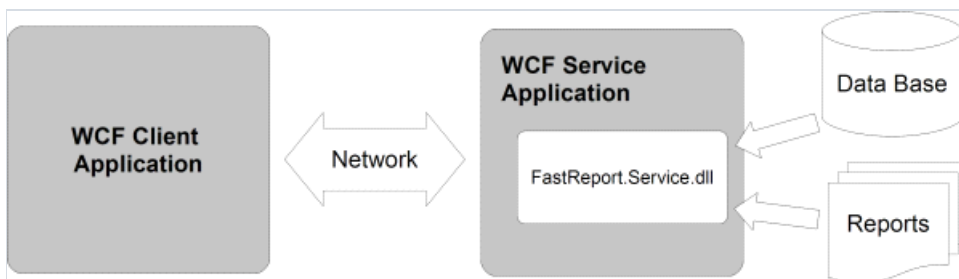 WCF Client
Application
Network
WCF Service
Application
FastReport.Service.dll
Data Base
Reports